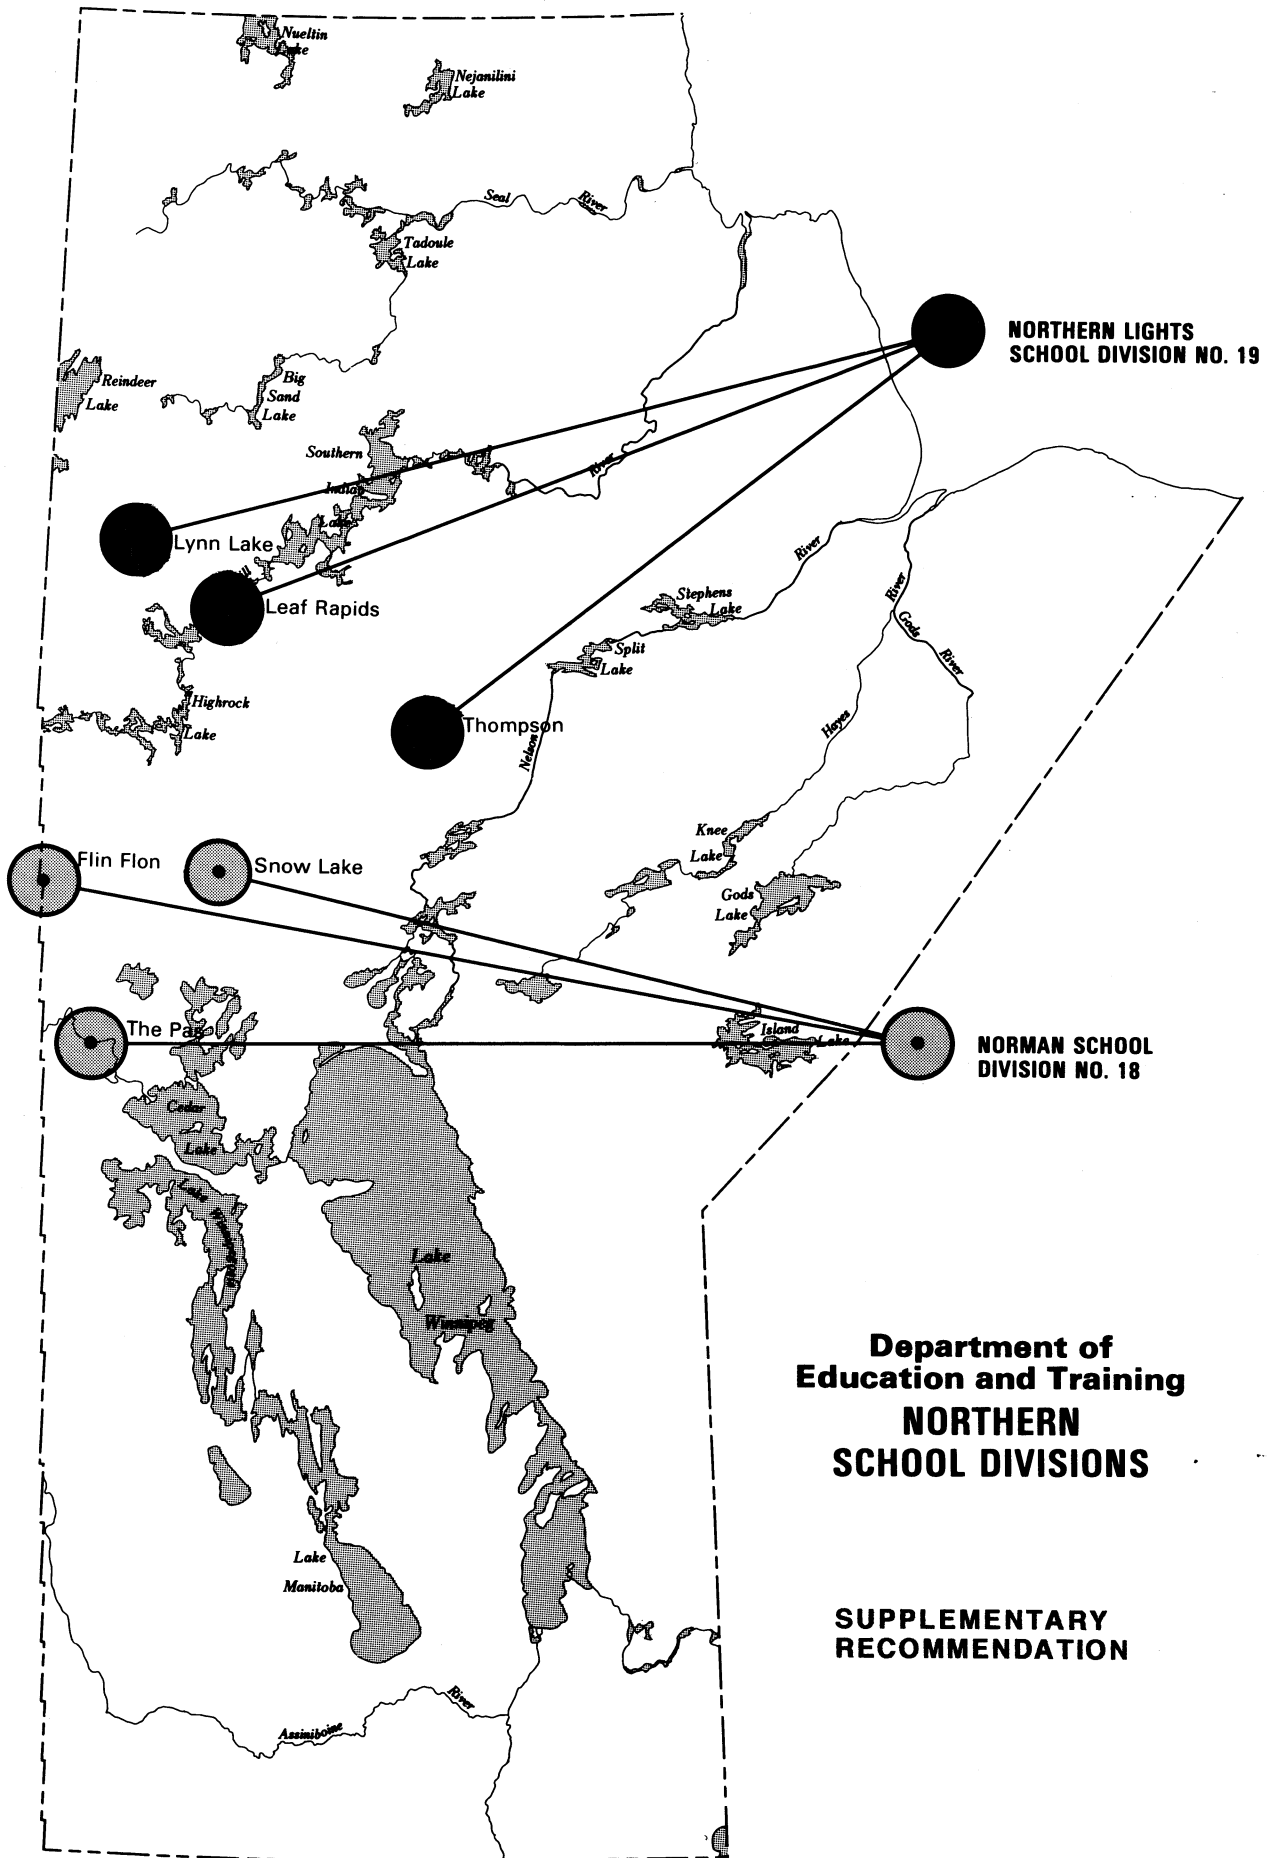 Nueltin
Lake
Nejanilini
Lake
Seal River
Tadoule
Lake
NORTHERN LIGHTS
SCHOOL DIVISION NO. 19
Reindeer
Lake
Big
Sand
Lake
Southern
Indian
Lake
River
Lynn Lake
Leaf Rapids
River
Stephens
Lake
River
Gods
River
Split
Lake
Highrock
Lake
Thompson
Nelson
Hayes
Knee
Lake
Flin Flon
Snow Lake
Gods
Lake
The Pas
Island
Lake
NORMAN SCHOOL
DIVISION NO. 18
Cedar
Lake
Lake
Lake
Winnipeg
Department of
Education and Training
NORTHERN
SCHOOL DIVISIONS
Lake
Manitoba
SUPPLEMENTARY
RECOMMENDATION
River
Assiniboine